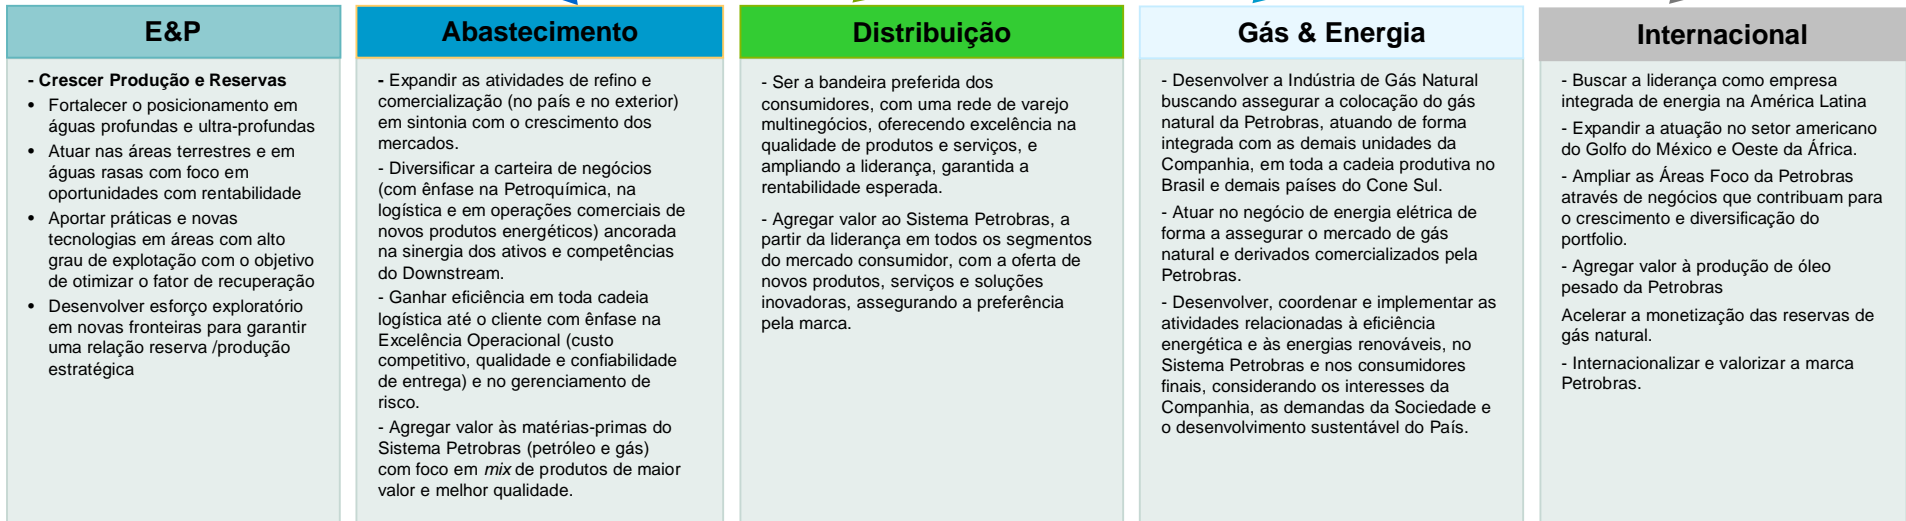 E&P
- Crescer Produção e Reservas
• Fortalecer o posicionamento em
águas profundas e ultra-profundas
• Atuar nas áreas terrestres e em
águas rasas com foco em
oportunidades com rentabilidade
• Aportar práticas e novas
tecnologias em áreas com alto
grau de explotação com o objetivo
de otimizar o fator de recuperação
• Desenvolver esforço exploratório
em novas fronteiras para garantir
uma relação reserva /produção
estratégica
Abastecimento
- Expandir as atividades de refino e
comercialização (no país e no exterior)
em sintonia com o crescimento dos
mercados.
- Diversificar a carteira de negócios
(com ênfase na Petroquímica, na
logística e em operações comerciais de
novos produtos energéticos) ancorada
na sinergia dos ativos e competências
do Downstream.
- Ganhar eficiência em toda cadeia
logística até o cliente com ênfase na
Excelência Operacional (custo
competitivo, qualidade e confiabilidade
de entrega) e no gerenciamento de
risco.
- Agregar valor às matérias-primas do
Sistema Petrobras (petróleo e gás)
com foco em mix de produtos de maior
valor e melhor qualidade.
Distribuição
- Ser a bandeira preferida dos
consumidores, com uma rede de varejo
multinegócios, oferecendo excelência na
qualidade de produtos e serviços, e
ampliando a liderança, garantida a
rentabilidade esperada.
- Agregar valor ao Sistema Petrobras, a
partir da liderança em todos os segmentos
do mercado consumidor, com a oferta de
novos produtos, serviços e soluções
inovadoras, assegurando a preferência
pela marca.
Gás & Energia
- Desenvolver a Indústria de Gás Natural
buscando assegurar a colocação do gás
natural da Petrobras, atuando de forma
integrada com as demais unidades da
Companhia, em toda a cadeia produtiva no
Brasil e demais países do Cone Sul.
- Atuar no negócio de energia elétrica de
forma a assegurar o mercado de gás
natural e derivados comercializados pela
Petrobras.
- Desenvolver, coordenar e implementar as
atividades relacionadas à eficiência
energética e às energias renováveis, no
Sistema Petrobras e nos consumidores
finais, considerando os interesses da
Companhia, as demandas da Sociedade e
o desenvolvimento sustentável do País.
Internacional
- Buscar a liderança como empresa
integrada de energia na América Latina
- Expandir a atuação no setor americano
do Golfo do México e Oeste da África.
- Ampliar as Áreas Foco da Petrobras
através de negócios que contribuam para
o crescimento e diversificação do
portfolio.
- Agregar valor à produção de óleo
pesado da Petrobras
Acelerar a monetização das reservas de
gás natural.
- Internacionalizar e valorizar a marca
Petrobras.